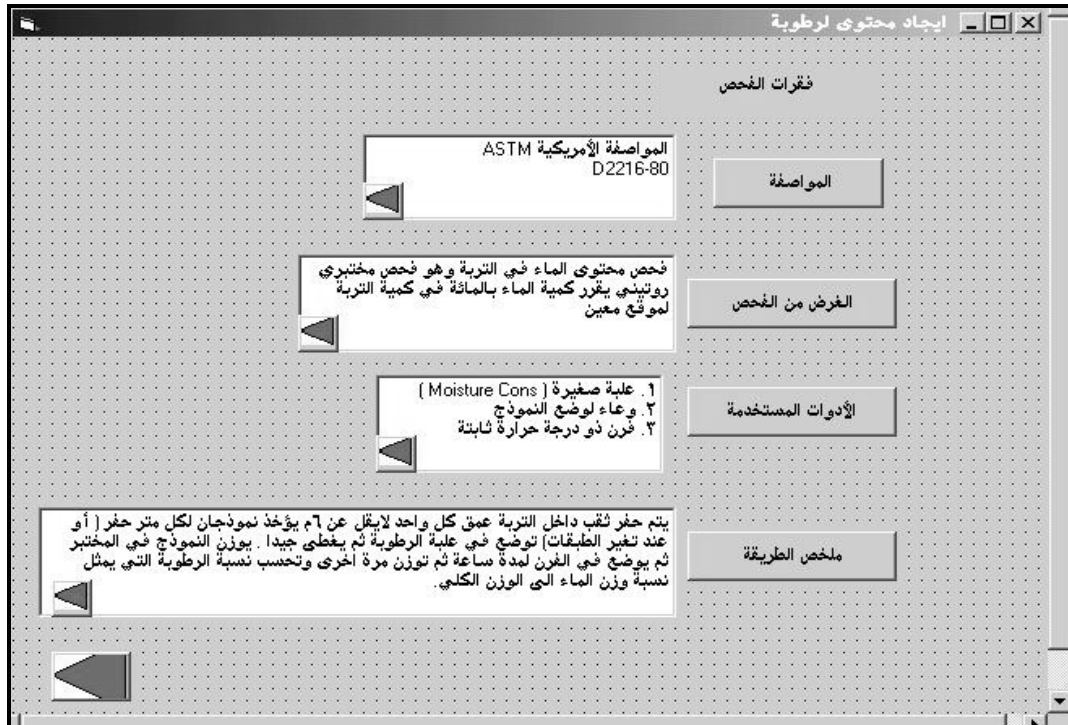 ايجاد محتوى لرطوبة
فقرات الفحص
المواصفة
المواصفة الأمريكية ASTM
D2216-80
الغرض من الفحص
فحص محتوى الماء في التربة وهو فحص مختبري
روتيني يقرر كمية الماء بالمائة في كمية التربة
لموقع معين
الأدوات المستخدمة
١. علبة صغيرة ( Moisture Cons )
٢. وعاء لوضع النموذج
٣. فرن ذو درجة حرارة ثابتة
ملخص الطريقة
يتم حفر ثقب داخل التربة عمق كل واحد لايقل عن ٦م يؤخذ نموذجان لكل متر حفر ( أو
عند تغير الطبقات) توضع في علبة الرطوبة ثم يغطى جيدا . يوزن النموذج في المختبر
ثم يوضع في الفرن لمدة ساعة ثم توزن مرة اخرى وتحسب نسبة الرطوبة التي يمثل
نسبة وزن الماء الى الوزن الكلي.